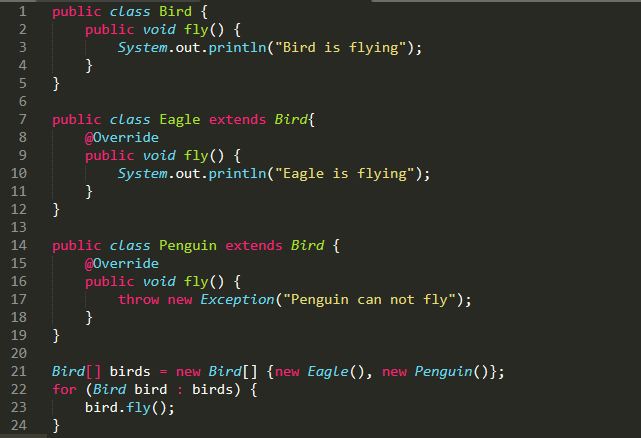 1 public class Bird {
2     public void fly() {
3         System.out.println("Bird is flying");
4     }
5 }
6
7 public class Eagle extends Bird{
8     @Override
9     public void fly() {
10         System.out.println("Eagle is flying");
11     }
12 }
13
14 public class Penguin extends Bird {
15     @Override
16     public void fly() {
17         throw new Exception("Penguin can not fly");
18     }
19 }
20
21 Bird[] birds = new Bird[] {new Eagle(), new Penguin()};
22 for (Bird bird : birds) {
23     bird.fly();
24 }